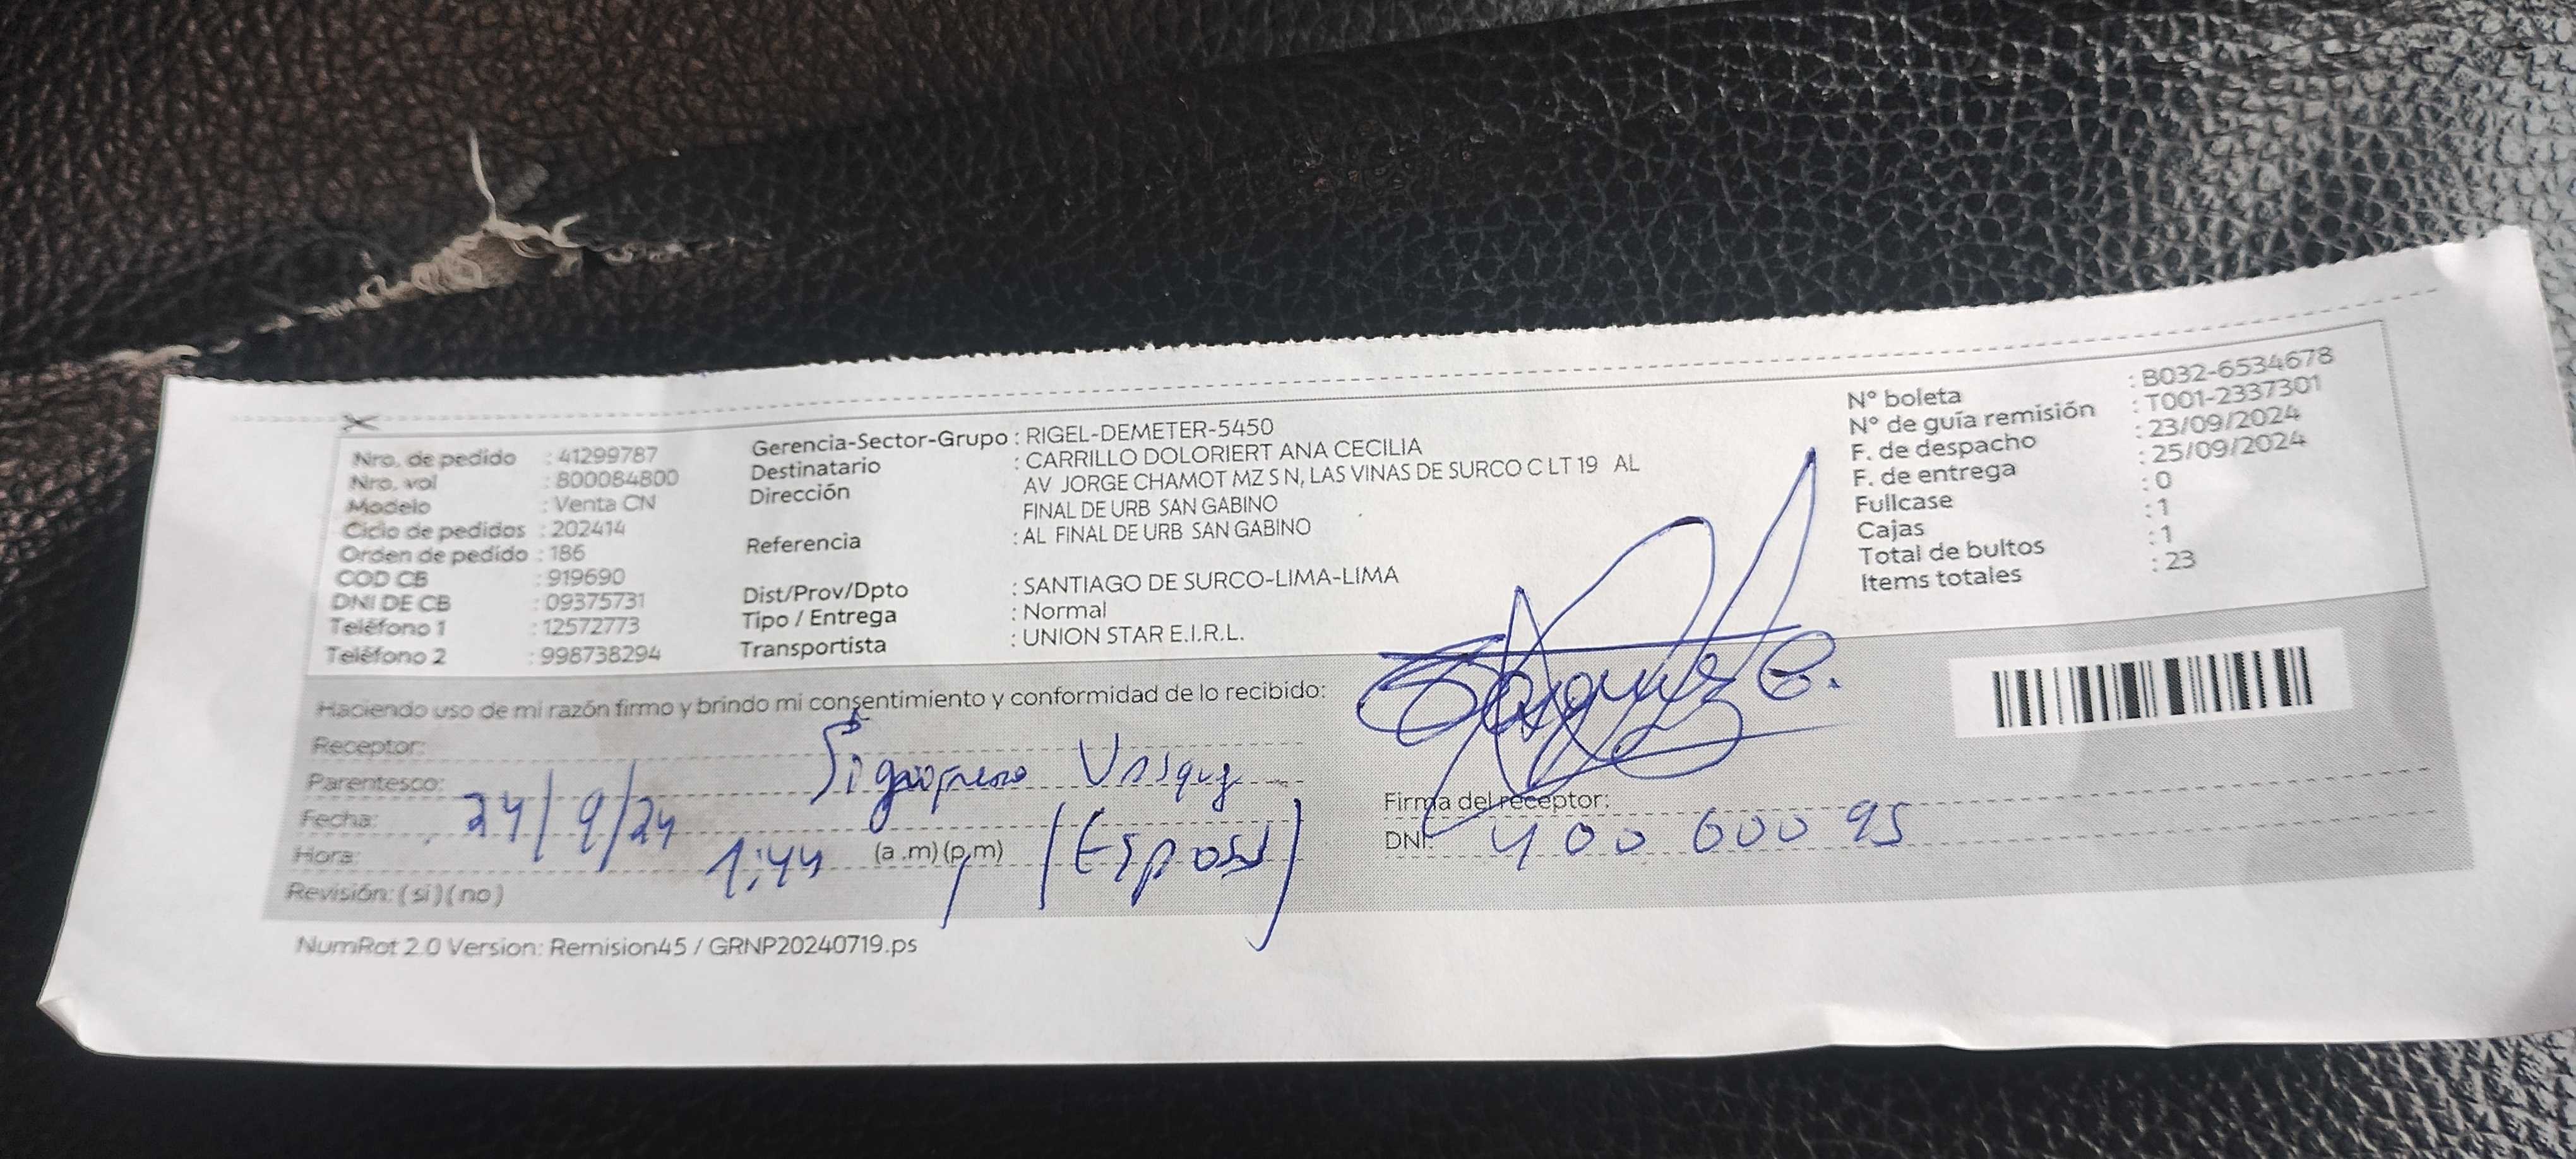 Nro. de pedido : 41299787
Nro. vol : 800084800
Modelo : Venta CN
Ciclo de pedidos : 202414
Orden de pedido : 186
COD CB : 919690
DNI DE CB : 09375731
Teléfono 1 : 12572773
Teléfono 2 : 998738294
Gerencia-Sector-Grupo : RIGEL-DEMETER-5450
Destinatario : CARRILLO DOLORIERT ANA CECILIA
Dirección AV JORGE CHAMOT MZ S N, LAS VINAS DE SURCO C LT 19 AL
FINAL DE URB SAN GABINO
Referencia : AL FINAL DE URB SAN GABINO
Dist/Prov/Dpto : SANTIAGO DE SURCO-LIMA-LIMA
Tipo / Entrega : Normal
Transportista : UNION STAR E.I.R.L.
N° boleta : B032-6534678
N° de guía remisión : T001-2337301
F. de despacho : 23/09/2024
F. de entrega : 25/09/2024
Fullcase : 0
Cajas : 1
Total de bultos : 1
Items totales : 23
Haciendo uso de mi razón firmo y brindo mi consentimiento y conformidad de lo recibido:
Receptor:
Parentesco:
Fecha: 24/9/24
Hora: 1:44 (a .m) (p,m)
Revisión: ( si ) ( no )
Firma del receptor:
DNI: 400 600 95
NumRot 2.0 Version: Remision45 / GRNP20240719.ps